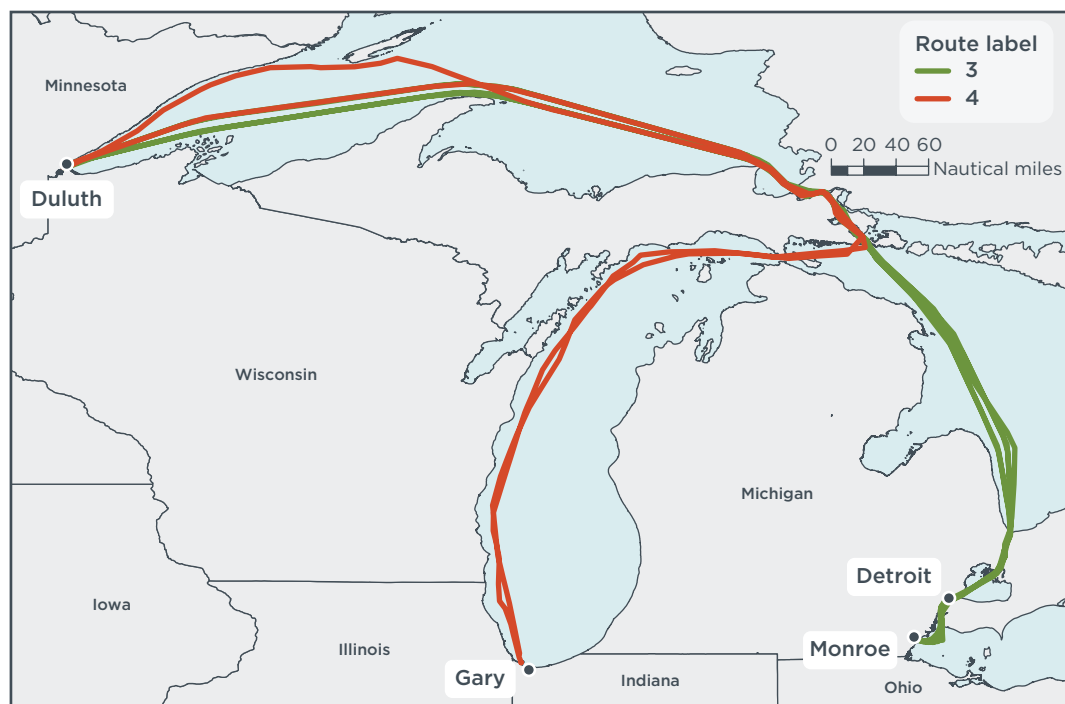 Route label
3
4
Minnesota
0 20 40 60
Nautical miles
Duluth
Wisconsin
Michigan
Detroit
Iowa
Illinois
Monroe
Gary
Indiana
Ohio